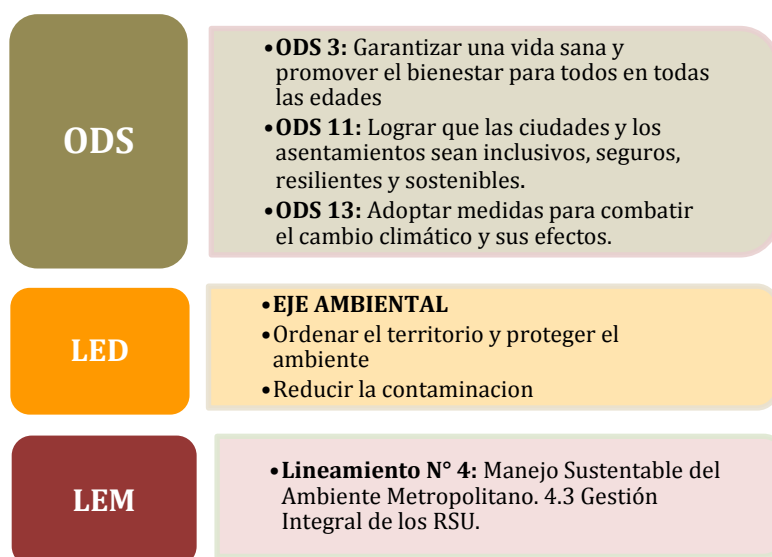 ODS
•ODS 3: Garantizar una vida sana y
promover el bienestar para todos en todas
las edades
•ODS 11: Lograr que las ciudades y los
asentamientos sean inclusivos, seguros,
resilientes y sostenibles.
•ODS 13: Adoptar medidas para combatir
el cambio climático y sus efectos.
LED
•EJE AMBIENTAL
•Ordenar el territorio y proteger el
ambiente
•Reducir la contaminacion
LEM
•Lineamiento N° 4: Manejo Sustentable del
Ambiente Metropolitano. 4.3 Gestión
Integral de los RSU.